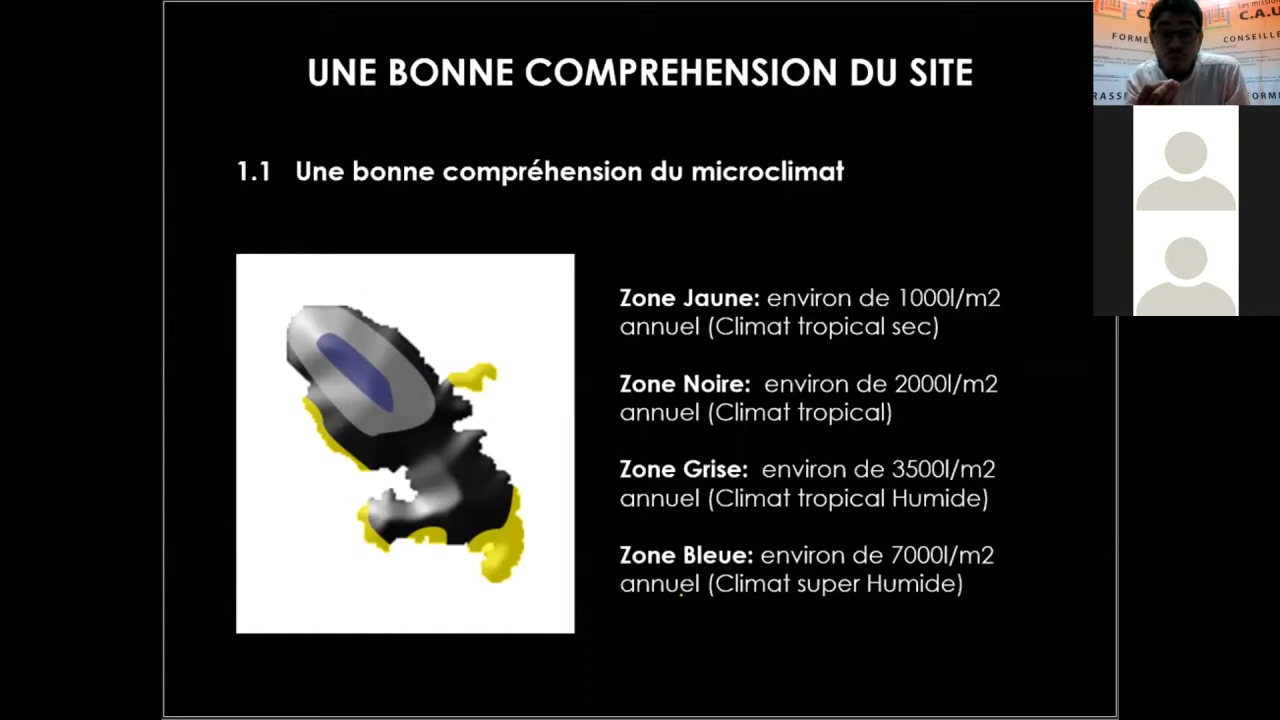 UNE BONNE COMPREHENSION DU SITE
1.1 Une bonne compréhension du microclimat
Zone Jaune: environ de 1000l/m2
annuel (Climat tropical sec)
Zone Noire: environ de 2000l/m2
annuel (Climat tropical)
Zone Grise: environ de 3500l/m2
annuel (Climat tropical Humide)
Zone Bleue: environ de 7000l/m2
annuel (Climat super Humide)
C.A.U
FORME
CONSEILLE